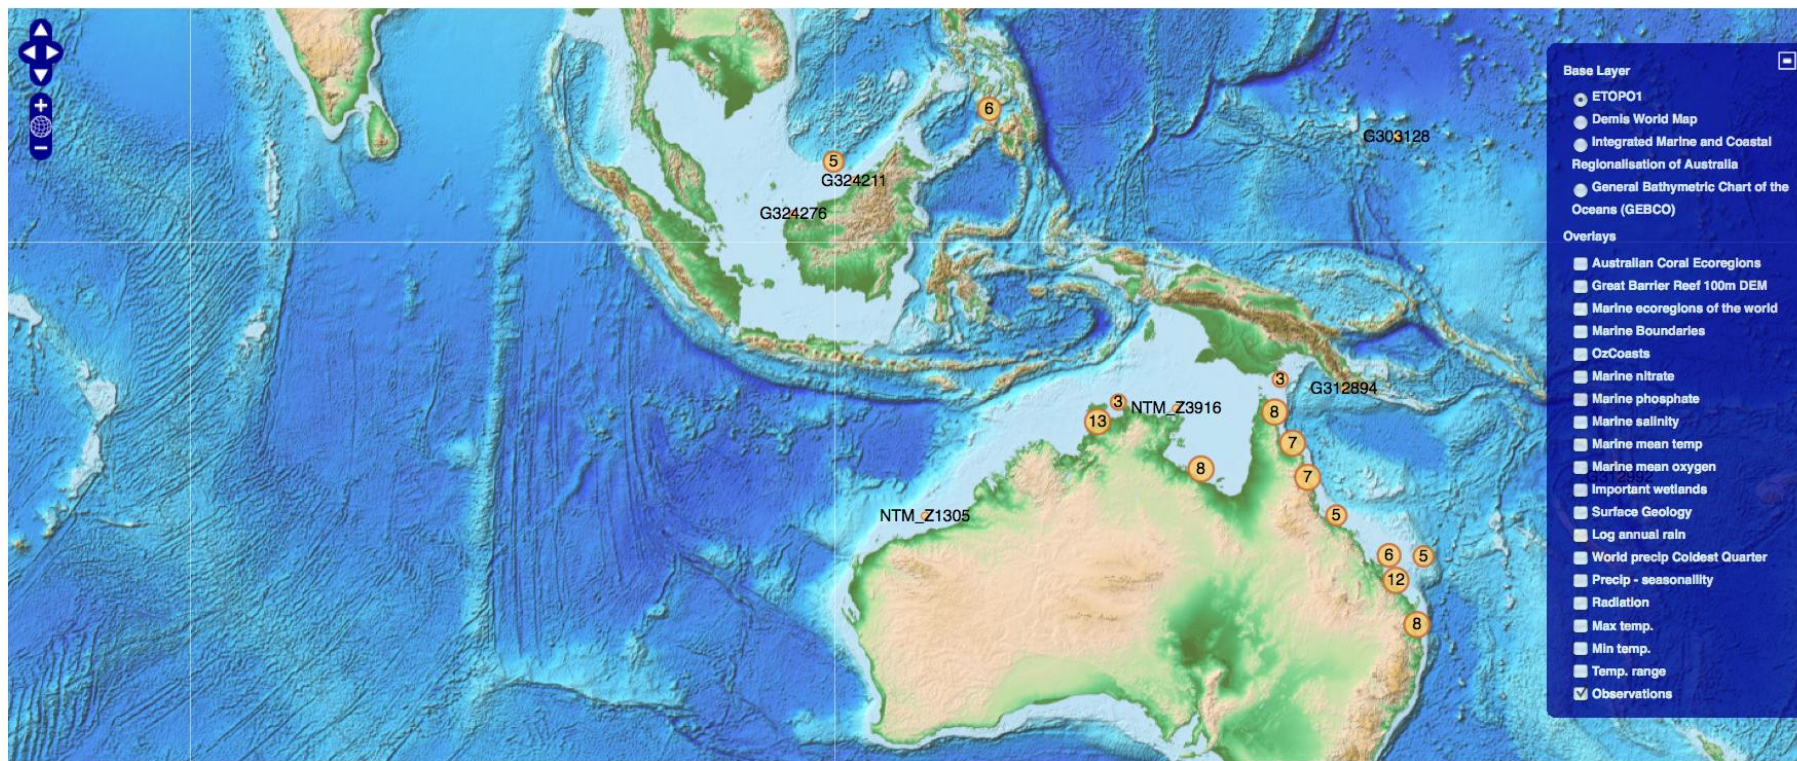 6
G303128
5
G324211
G324276
3
G312894
3
NTM_Z3916
8
13
7
8
7
NTM_Z1305
5
6
5
12
8
G312992
Base Layer
ETOPO1
Demis World Map
Integrated Marine and Coastal
Regionalisation of Australia
General Bathymetric Chart of the
Oceans (GEBCO)
Overlays
Australian Coral Ecoregions
Great Barrier Reef 100m DEM
Marine ecoregions of the world
Marine Boundaries
OzCoasts
Marine nitrate
Marine phosphate
Marine salinity
Marine mean temp
Marine mean oxygen
Important wetlands
Surface Geology
Log annual rain
World precip Coldest Quarter
Precip - seasonallity
Radiation
Max temp.
Min temp.
Temp. range
Observations